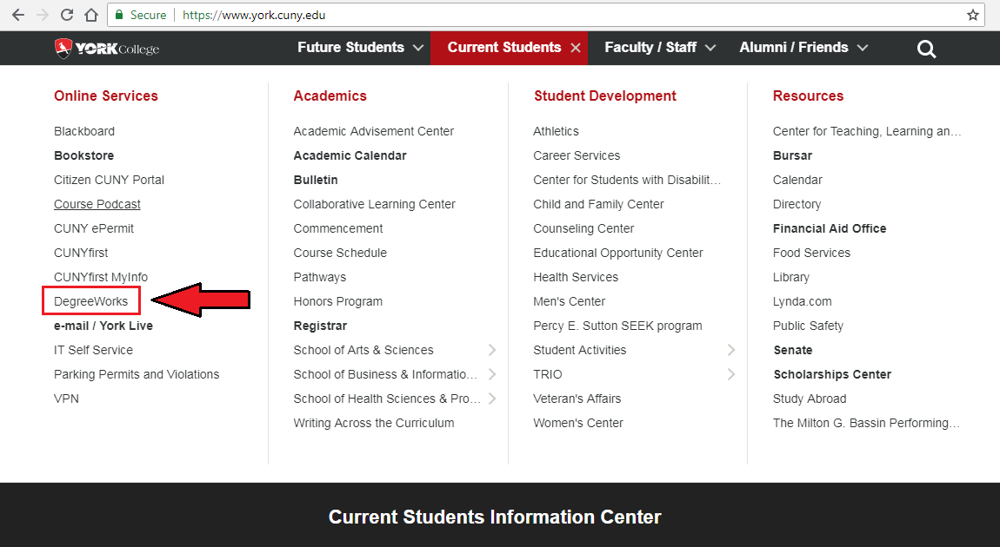 Secure https://www.york.cuny.edu
YORK College Future Students Current Students Faculty / Staff Alumni / Friends
Online Services
Blackboard
Bookstore
Citizen CUNY Portal
Course Podcast
CUNY ePermit
CUNYfirst
CUNYfirst MyInfo
DegreeWorks
e-mail / York Live
IT Self Service
Parking Permits and Violations
VPN
Academics
Academic Advisement Center
Academic Calendar
Bulletin
Collaborative Learning Center
Commencement
Course Schedule
Pathways
Honors Program
Registrar
School of Arts & Sciences
School of Business & Informatio...
School of Health Sciences & Pro...
Writing Across the Curriculum
Student Development
Athletics
Career Services
Center for Students with Disabilit...
Child and Family Center
Counseling Center
Educational Opportunity Center
Health Services
Men's Center
Percy E. Sutton SEEK program
Student Activities
TRIO
Veteran's Affairs
Women's Center
Resources
Center for Teaching, Learning an...
Bursar
Calendar
Directory
Financial Aid Office
Food Services
Library
Lynda.com
Public Safety
Senate
Scholarships Center
Study Abroad
The Milton G. Bassin Performing...
Current Students Information Center